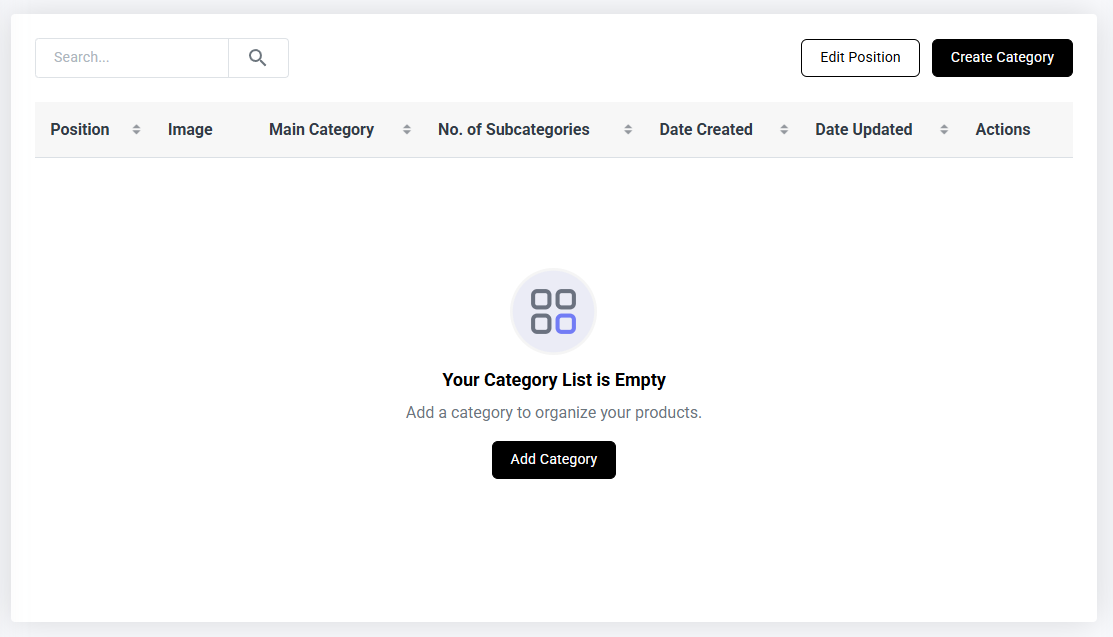 Search...
Edit Position
Create Category
Position Image Main Category No. of Subcategories Date Created Date Updated Actions
Your Category List is Empty
Add a category to organize your products.
Add Category